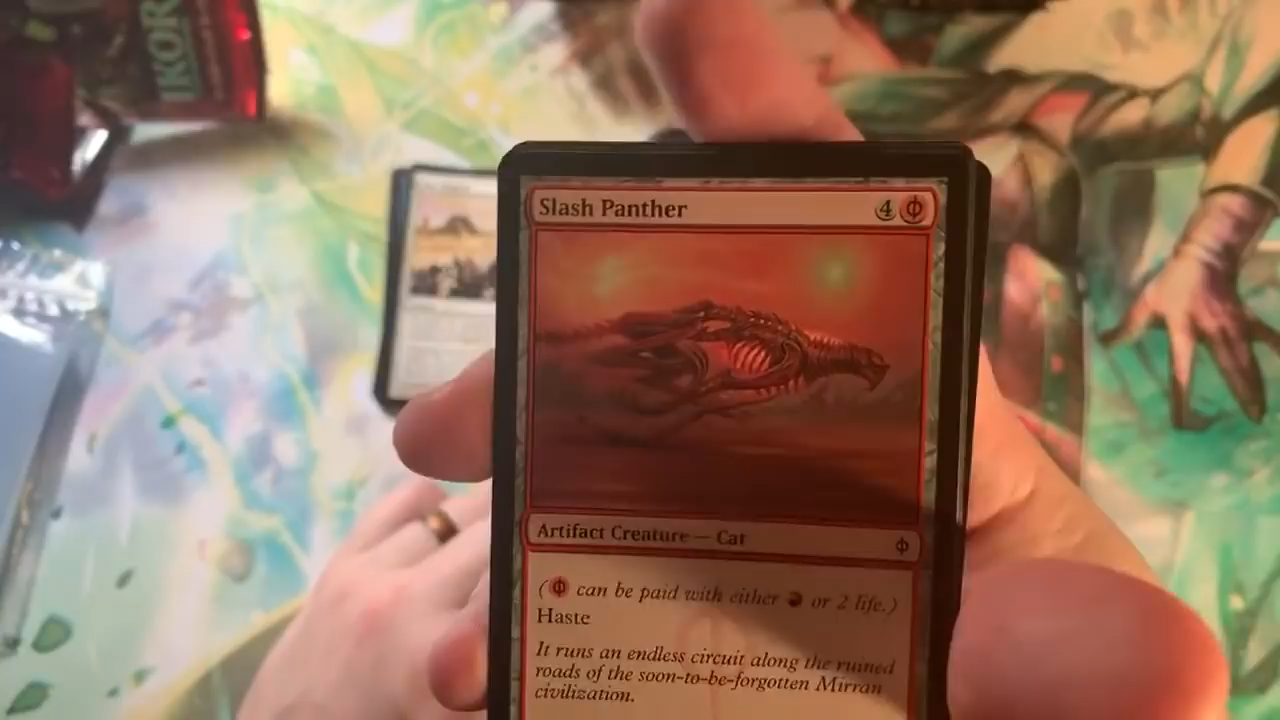 IKOR
Slash Panther 4
Artifact Creature — Cat
( can be paid with either or 2 life.)
Haste
It runs an endless circuit along the ruined
roads of the soon-to-be-forgotten Mirran
civilization.